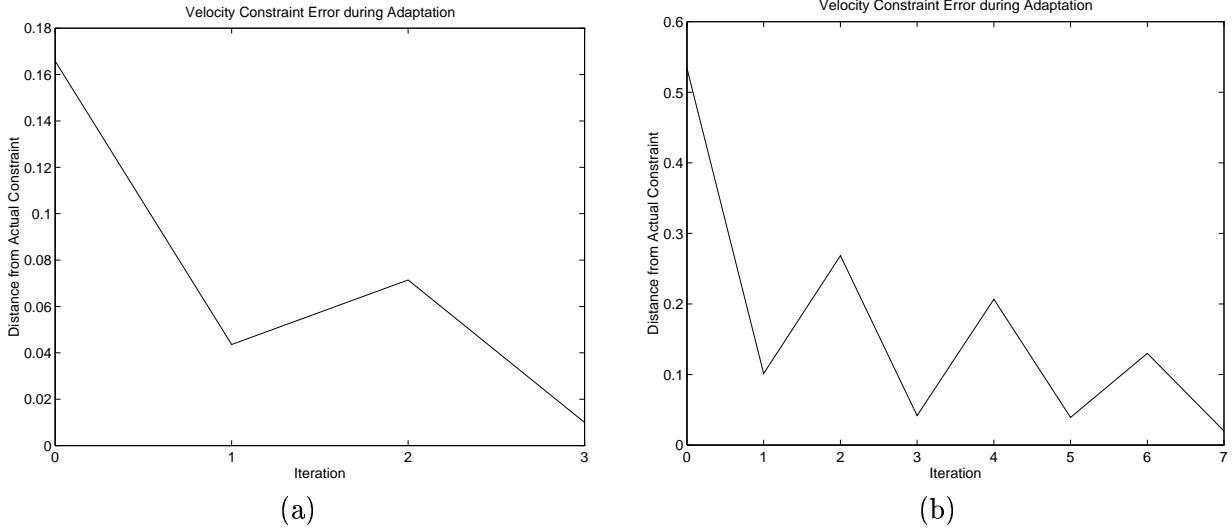 Velocity Constraint Error during Adaptation
0.18
0.16
0.14
0.12
0.1
0.08
0.06
0.04
0.02
0
Distance from Actual Constraint
0 1 2 3
Iteration
(a)
Velocity Constraint Error during Adaptation
0.6
0.5
0.4
0.3
0.2
0.1
0
Distance from Actual Constraint
0 1 2 3 4 5 6 7
Iteration
(b)